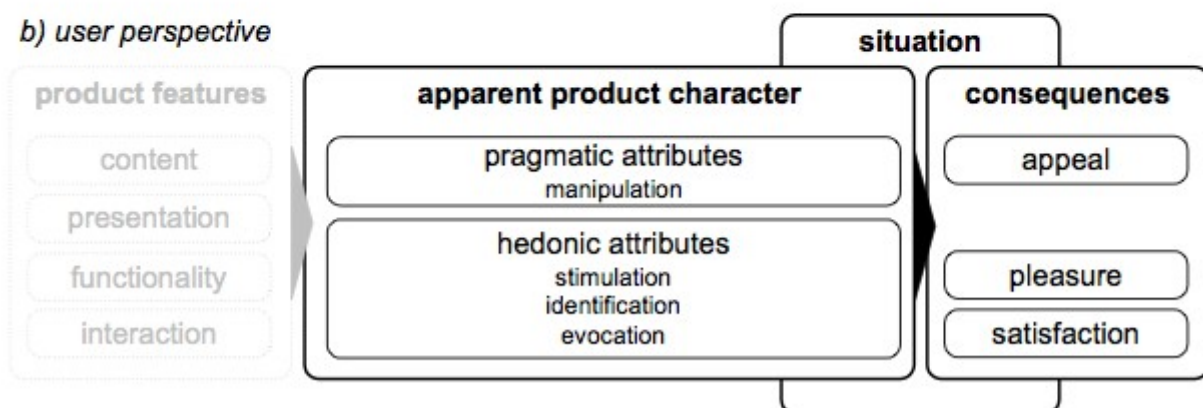 b) user perspective
situation
product features
content
presentation
functionality
interaction
apparent product character
pragmatic attributes
manipulation
hedonic attributes
stimulation
identification
evocation
consequences
appeal
pleasure
satisfaction